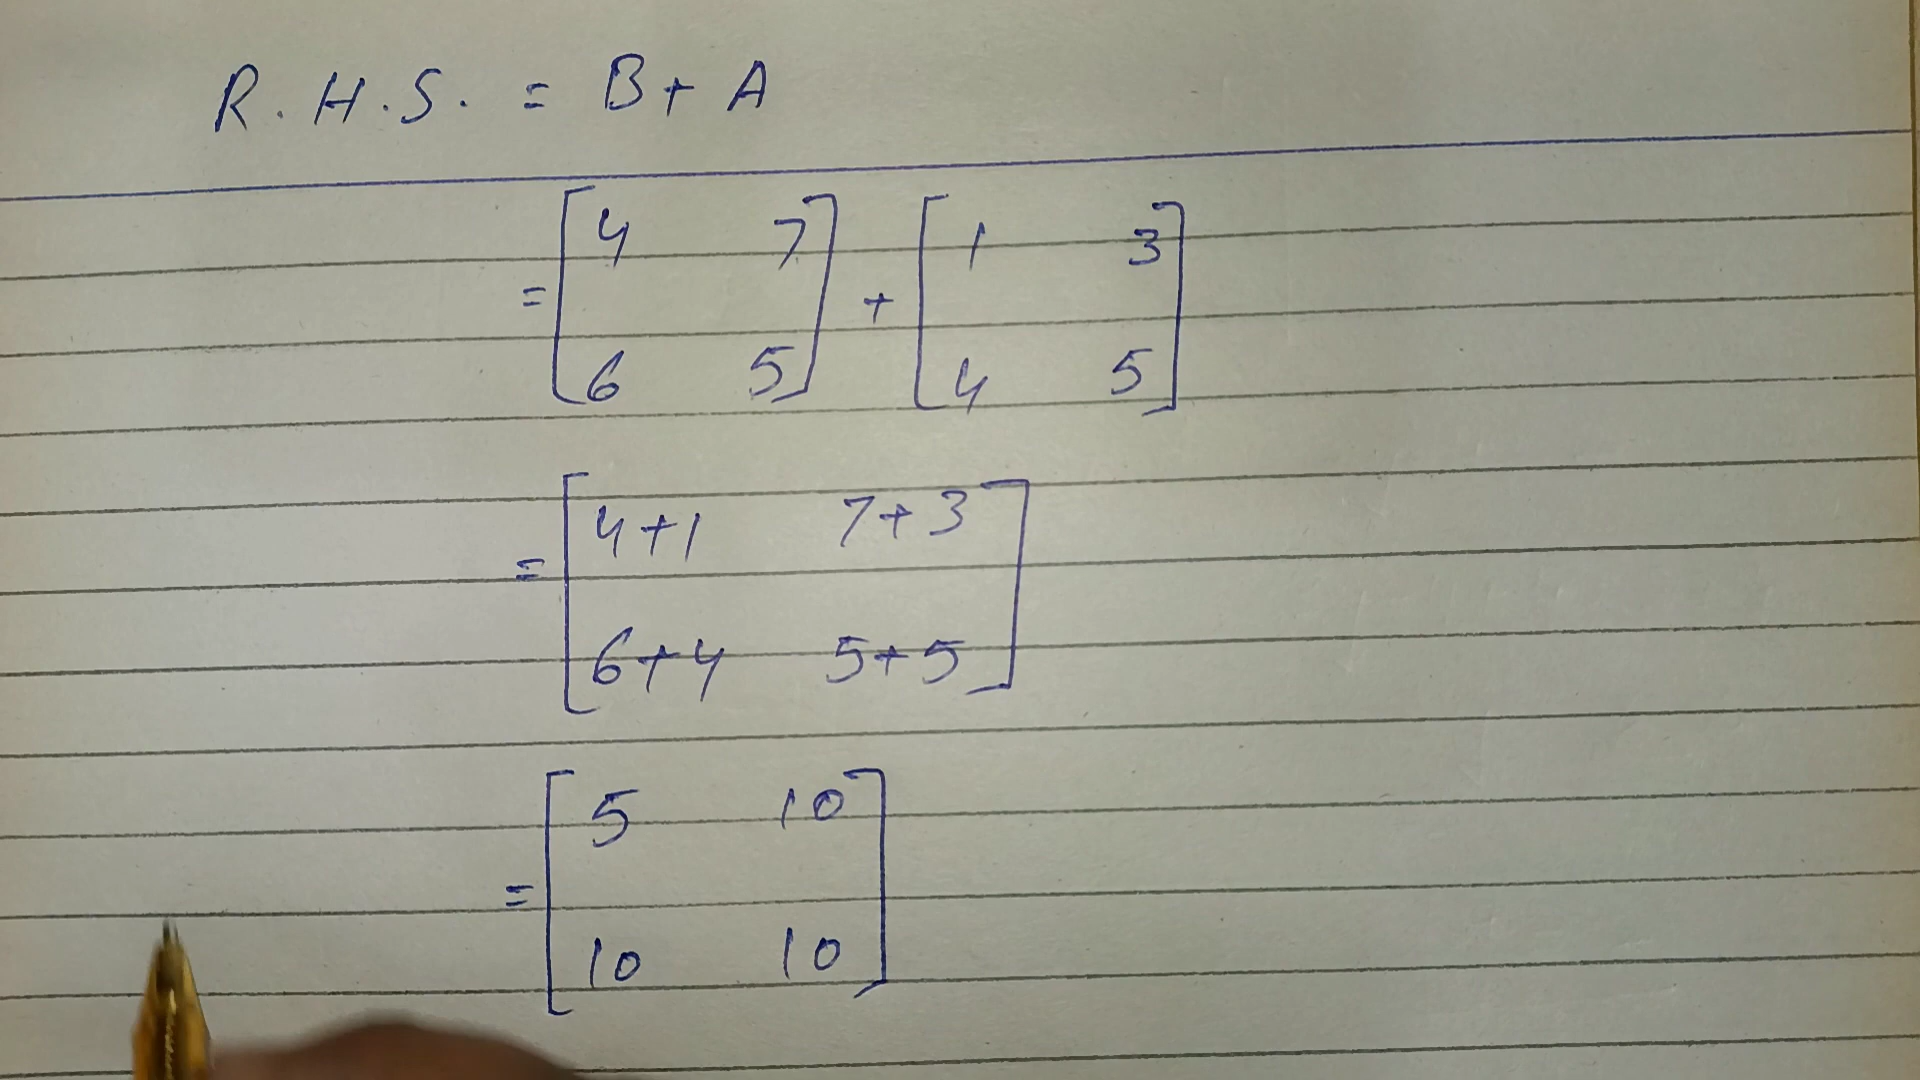 R.H.S. = B + A
= [4 7] + [1 3]
[6 5] [4 5]
= [4+1 7+3]
[6+4 5+5]
= [5 10]
[10 10]